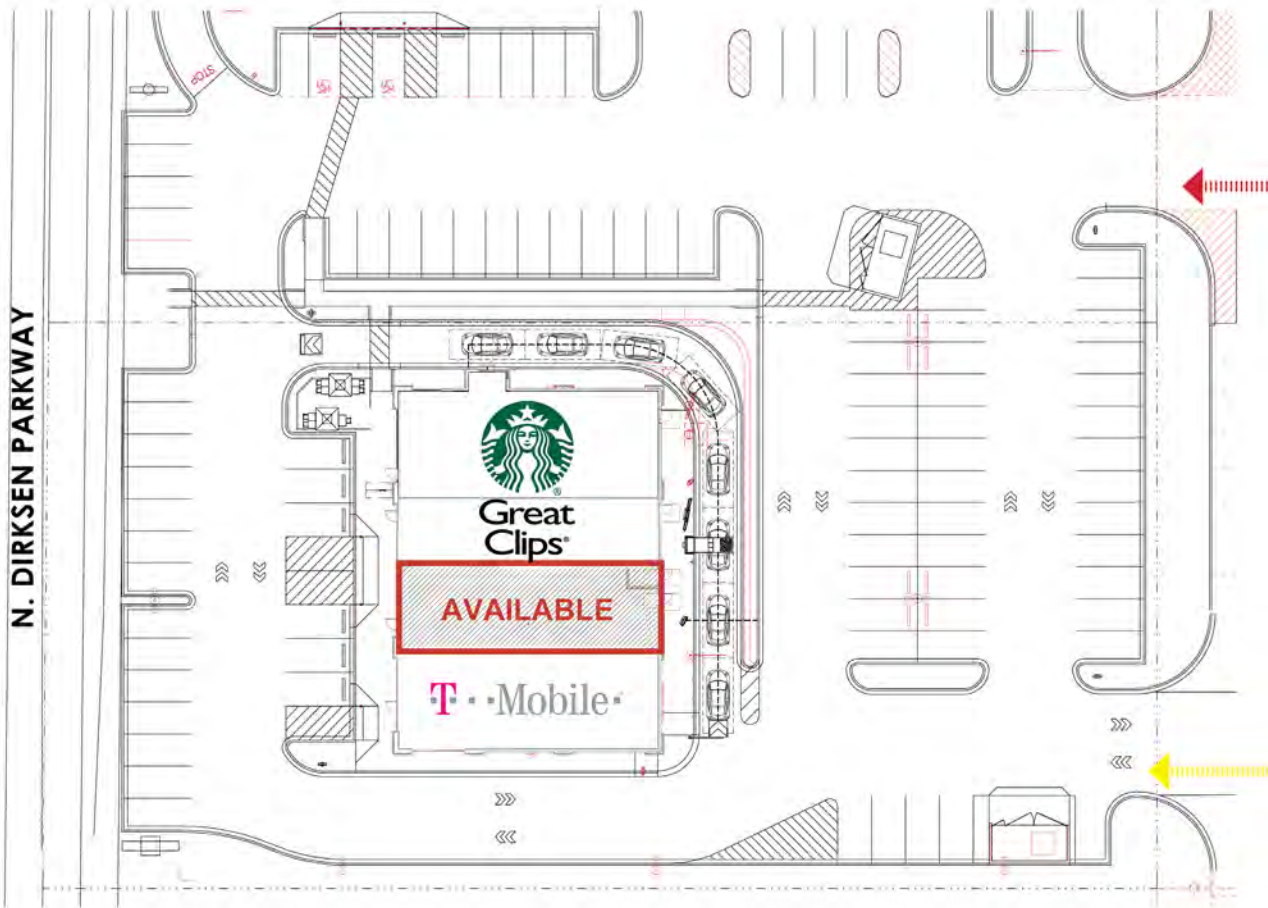 STOP
N. DIRKSEN PARKWAY
Great
Clips®
AVAILABLE
T··Mobile·